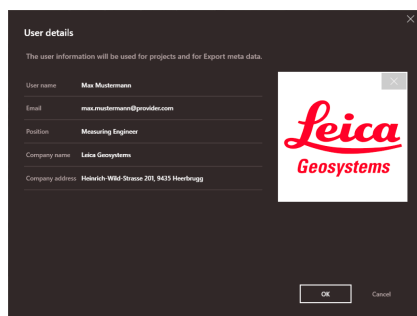 User details
The user information will be used for projects and for Export meta data.
User name Max Mustermann
Email max.mustermann@provider.com
Position Measuring Engineer
Company name Leica Geosystems
Company address Heinrich-Wild-Strasse 201, 9435 Heerbrugg
Leica
Geosystems
OK Cancel